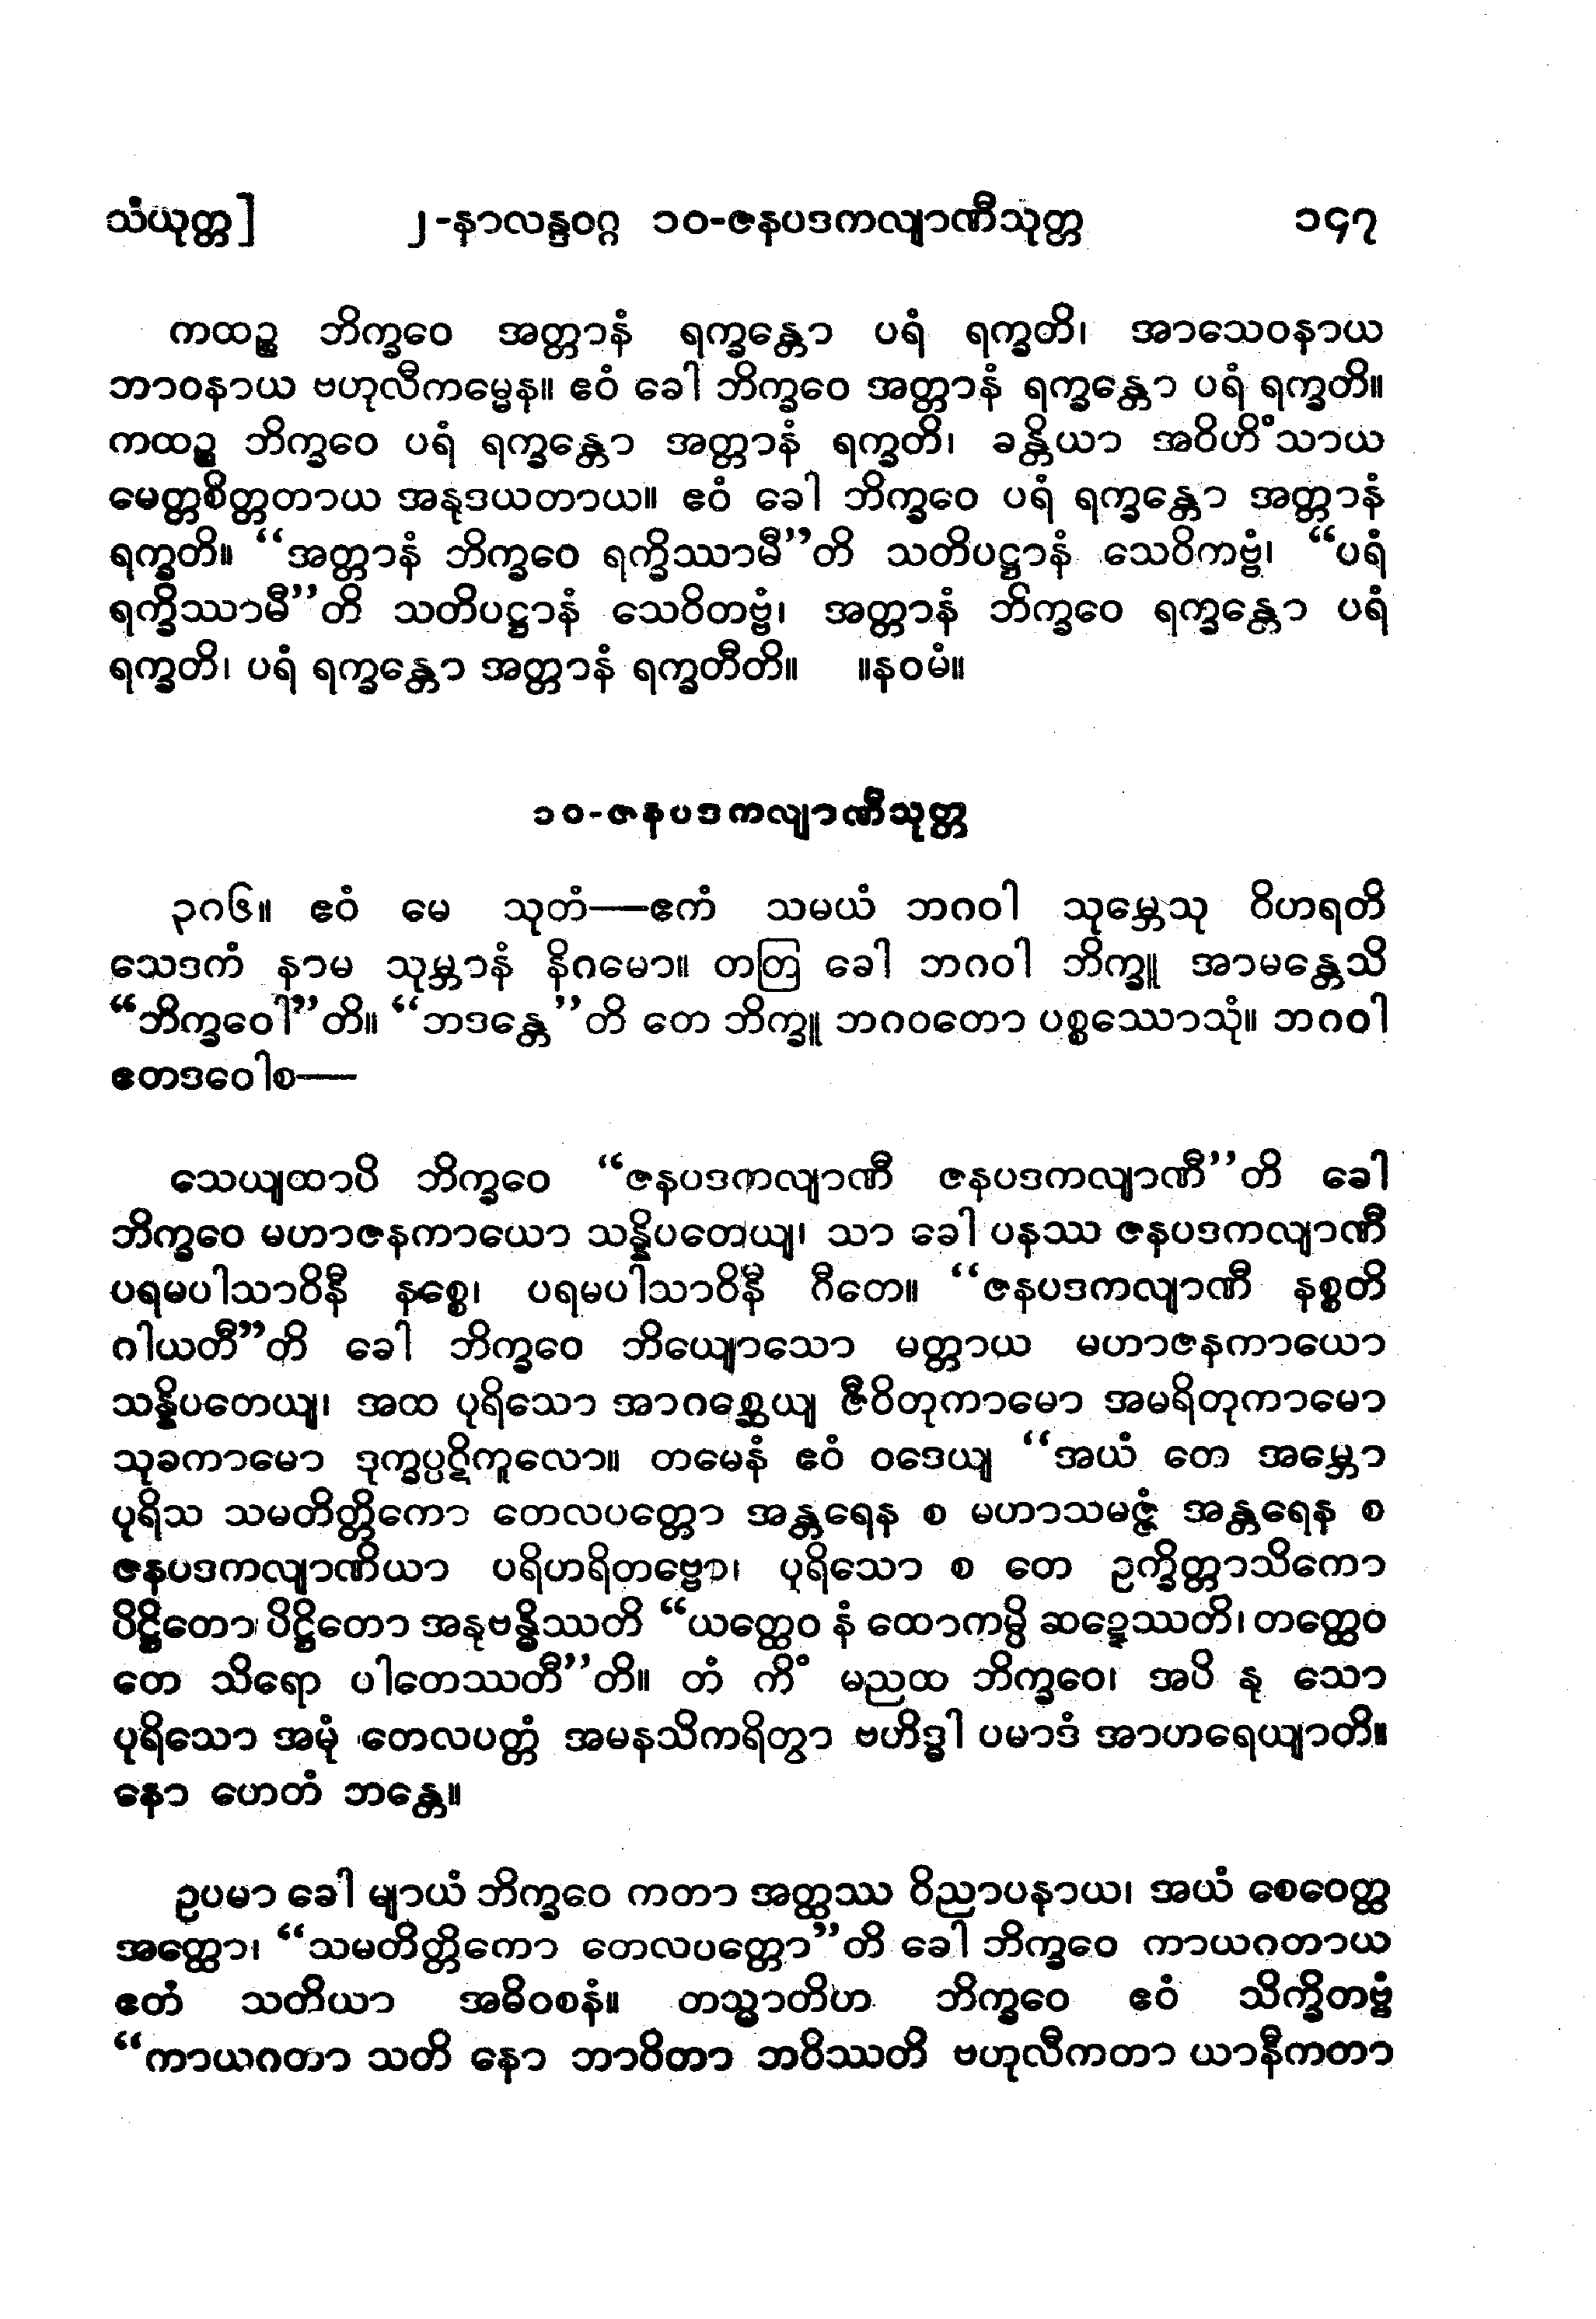 သံယုတ္တ] ၂-နာလန္ဒဝဂ္ဂ ၁၀-ဇနပဒကလျာဏီသုတ္တ ၁၄၇
ကထဉ္စ ဘိက္ခဝေ အတ္တာနံ ရက္ခန္တော ပရံ ရက္ခတိ၊ အာသေဝနာယ
ဘာဝနာယ ဗဟုလီကမ္မေန။ ဧဝံ ခေါ ဘိက္ခဝေ အတ္တာနံ ရက္ခန္တော ပရံ ရက္ခတိ။
ကထဉ္စ ဘိက္ခဝေ ပရံ ရက္ခန္တော အတ္တာနံ ရက္ခတိ၊ ခန္တိယာ အဝိဟိံသာယ
မေတ္တစိတ္တတာယ အနုဒယတာယ။ ဧဝံ ခေါ ဘိက္ခဝေ ပရံ ရက္ခန္တော အတ္တာနံ
ရက္ခတိ။ “အတ္တာနံ ဘိက္ခဝေ ရက္ခိဿာမီ”တိ သတိပဋ္ဌာနံ သေဝိကဗ္ဗံ၊ “ပရံ
ရက္ခိဿာမီ”တိ သတိပဋ္ဌာနံ သေဝိတဗ္ဗံ၊ အတ္တာနံ ဘိက္ခဝေ ရက္ခန္တော ပရံ
ရက္ခတိ၊ ပရံ ရက္ခန္တော အတ္တာနံ ရက္ခတီတိ။ ။နဝမံ။
၁၀-ဇနပဒကလျာဏီသုတ္တ
၃၈၆။ ဧဝံ မေ သုတံ—ဧကံ သမယံ ဘဂဝါ သုမ္ဘေသု ဝိဟရတိ
သေဒကံ နာမ သုမ္ဘာနံ နိဂမော။ တတြ ခေါ ဘဂဝါ ဘိက္ခူ အာမန္တေသိ
“ဘိက္ခဝေါ”တိ။ “ဘဒန္တေ”တိ တေ ဘိက္ခူ ဘဂဝတော ပစ္စဿောသုံ။ ဘဂဝါ
ဧတဒဝေါစ—
သေယျထာပိ ဘိက္ခဝေ “ဇနပဒကလျာဏီ ဇနပဒကလျာဏီ”တိ ခေါ
ဘိက္ခဝေ မဟာဇနကာယော သန္နိပတေယျ၊ သာ ခေါ ပနဿ ဇနပဒကလျာဏီ
ပရမပါသာဝိနီ နစ္စေ၊ ပရမပါသာဝိနီ ဂီတေ။ “ဇနပဒကလျာဏီ နစ္စတိ
ဂါယတီ”တိ ခေါ ဘိက္ခဝေ ဘိယျောသော မတ္တာယ မဟာဇနကာယော
သန္နိပတေယျ၊ အထ ပုရိသော အာဂစ္ဆေယျ ဇီဝိတုကာမော အမရိတုကာမော
သုခကာမော ဒုက္ခပ္ပဋိကူလော။ တမေနံ ဧဝံ ဝဒေယျ “အယံ တေ အမ္ဘော
ပုရိသ သမတိတ္တိကော တေလပတ္တော အန္တရေန စ မဟာသမဇ္ဇံ အန္တရေန စ
ဇနပဒကလျာဏိယာ ပရိဟရိတဗ္ဗော၊ ပုရိသော စ တေ ဥက္ခိတ္တာသိကော
ပိဋ္ဌိတော ပိဋ္ဌိတော အနုဗန္ဓိဿတိ “ယတ္ထေဝ နံ ထောကမ္ပိ ဆဍ္ဍေဿတိ၊ တတ္ထေဝ
တေ သိရော ပါတေဿတီ”တိ။ တံ ကိံ မညထ ဘိက္ခဝေ၊ အပိ နု သော
ပုရိသော အမုံ တေလပတ္တံ အမနသိကရိတွာ ဗဟိဒ္ဓါ ပမာဒံ အာဟရေယျာတိ။
နော ဟေတံ ဘန္တေ။
ဥပမာ ခေါ မျာယံ ဘိက္ခဝေ ကတာ အတ္ထဿ ဝိညာပနာယ၊ အယံ စေဝေတ္ထ
အတ္ထော၊ “သမတိတ္တိကော တေလပတ္တော”တိ ခေါ ဘိက္ခဝေ ကာယဂတာယ
ဧတံ သတိယာ အဓိဝစနံ။ တသ္မာတိဟ ဘိက္ခဝေ ဧဝံ သိက္ခိတဗ္ဗံ
“ကာယဂတာ သတိ နော ဘာဝိတာ ဘဝိဿတိ ဗဟုလီကတာ ယာနီကတာ